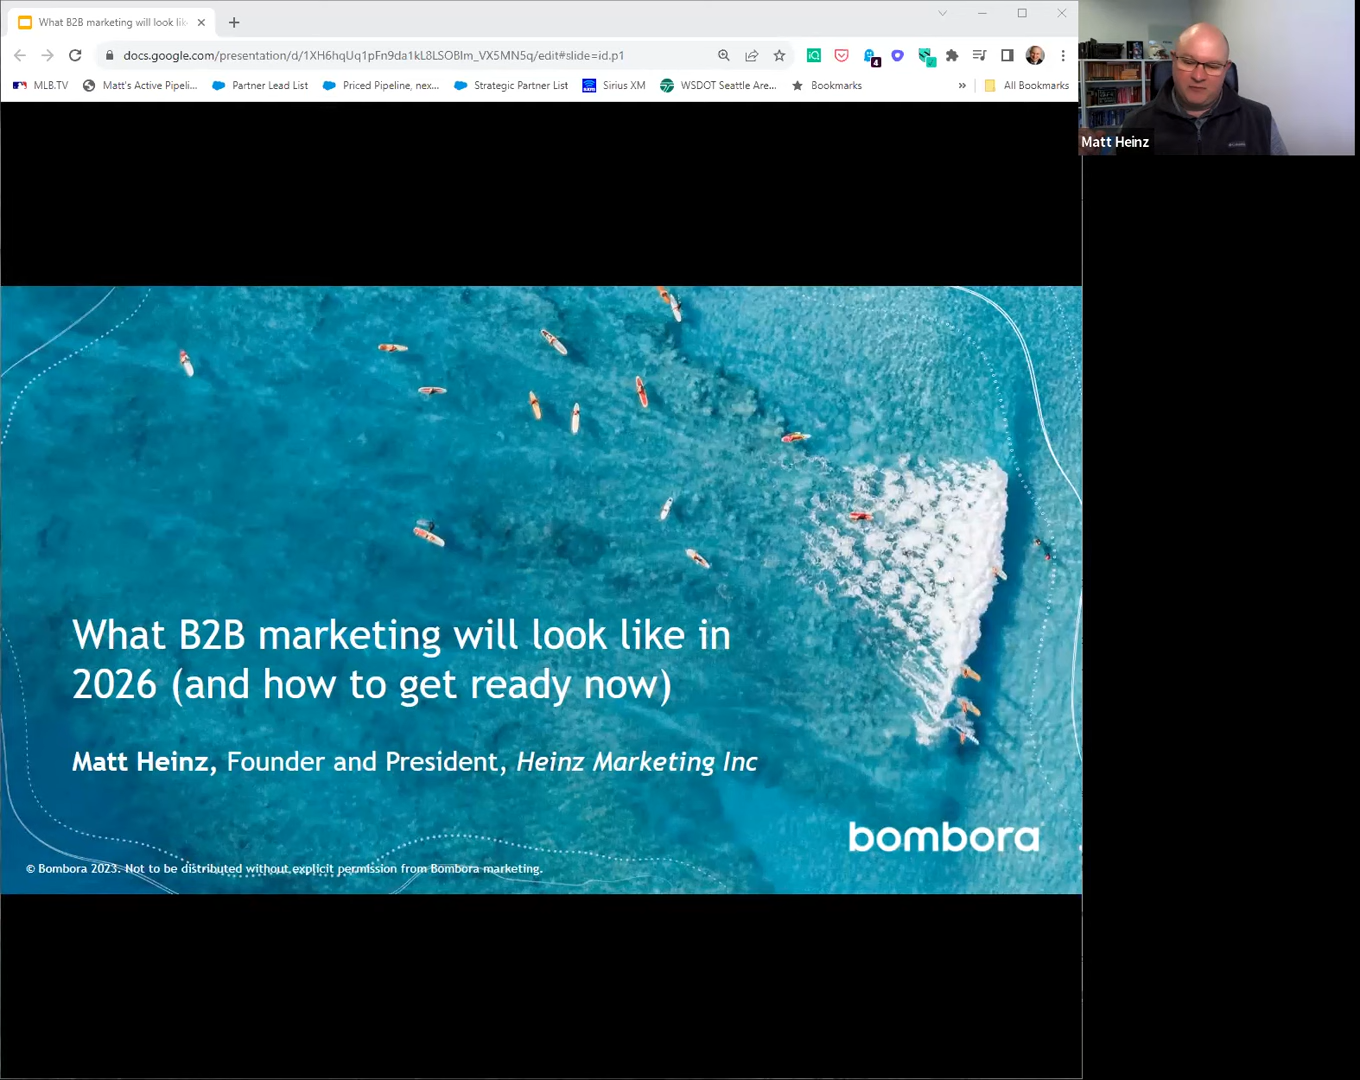 What B2B marketing will look lik
docs.google.com/presentation/d/1XH6hqUq1pFn9da1kL8LSOBIm_VX5MN5q/edit#slide=id.p1
4
MLB.TV
Matt's Active Pipeli...
Partner Lead List
Priced Pipeline, nex...
Strategic Partner List
Sirius XM
WSDOT Seattle Are...
Bookmarks
»
All Bookmarks
Matt Heinz
What B2B marketing will look like in
2026 (and how to get ready now)
Matt Heinz, Founder and President, Heinz Marketing Inc
bombora
© Bombora 2023. Not to be distributed without explicit permission from Bombora marketing.